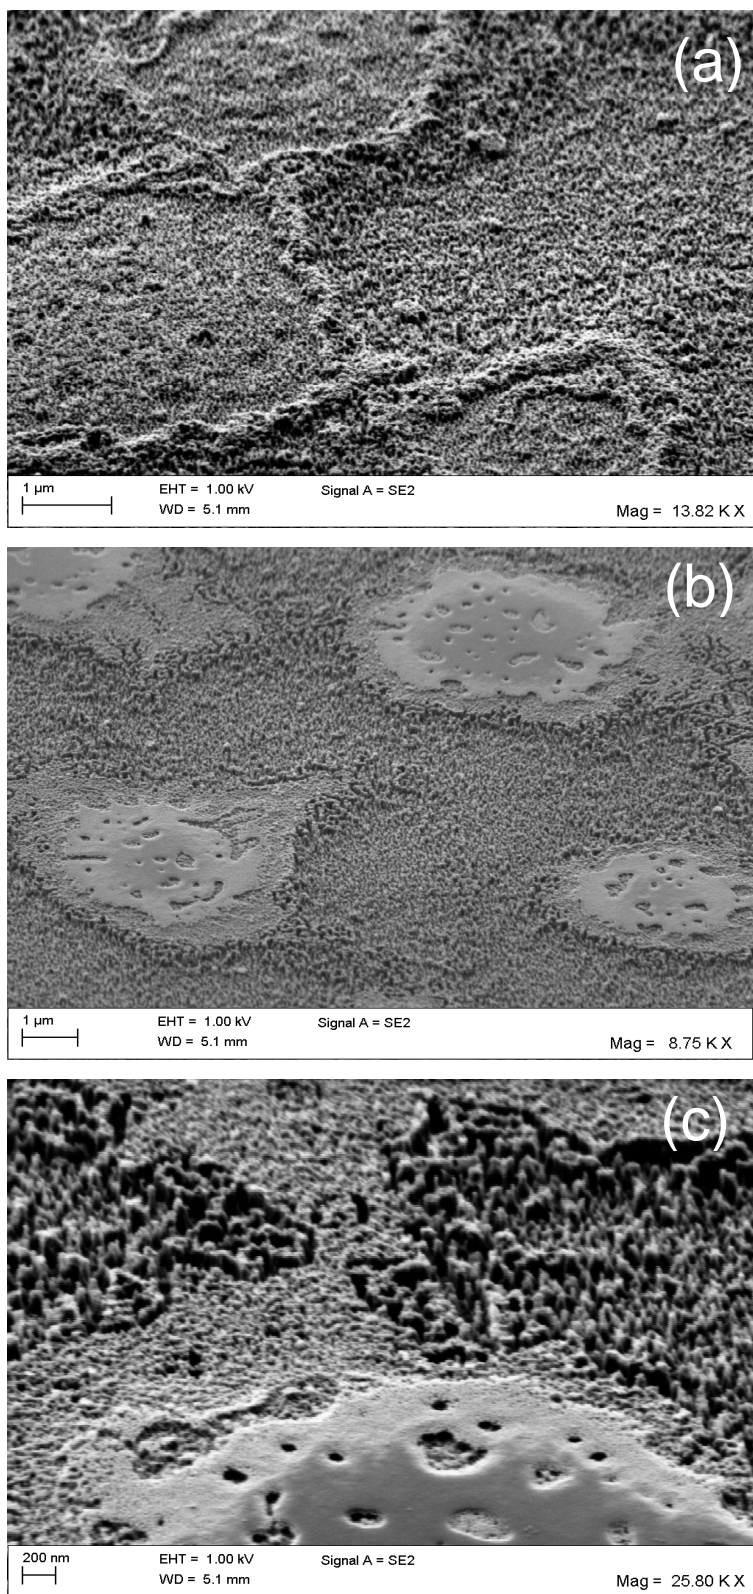 (a)
1 µm EHT = 1.00 kV Signal A = SE2
WD = 5.1 mm Mag = 13.82 K X
(b)
1 µm EHT = 1.00 kV Signal A = SE2
WD = 5.1 mm Mag = 8.75 K X
(c)
200 nm EHT = 1.00 kV Signal A = SE2
WD = 5.1 mm Mag = 25.80 K X